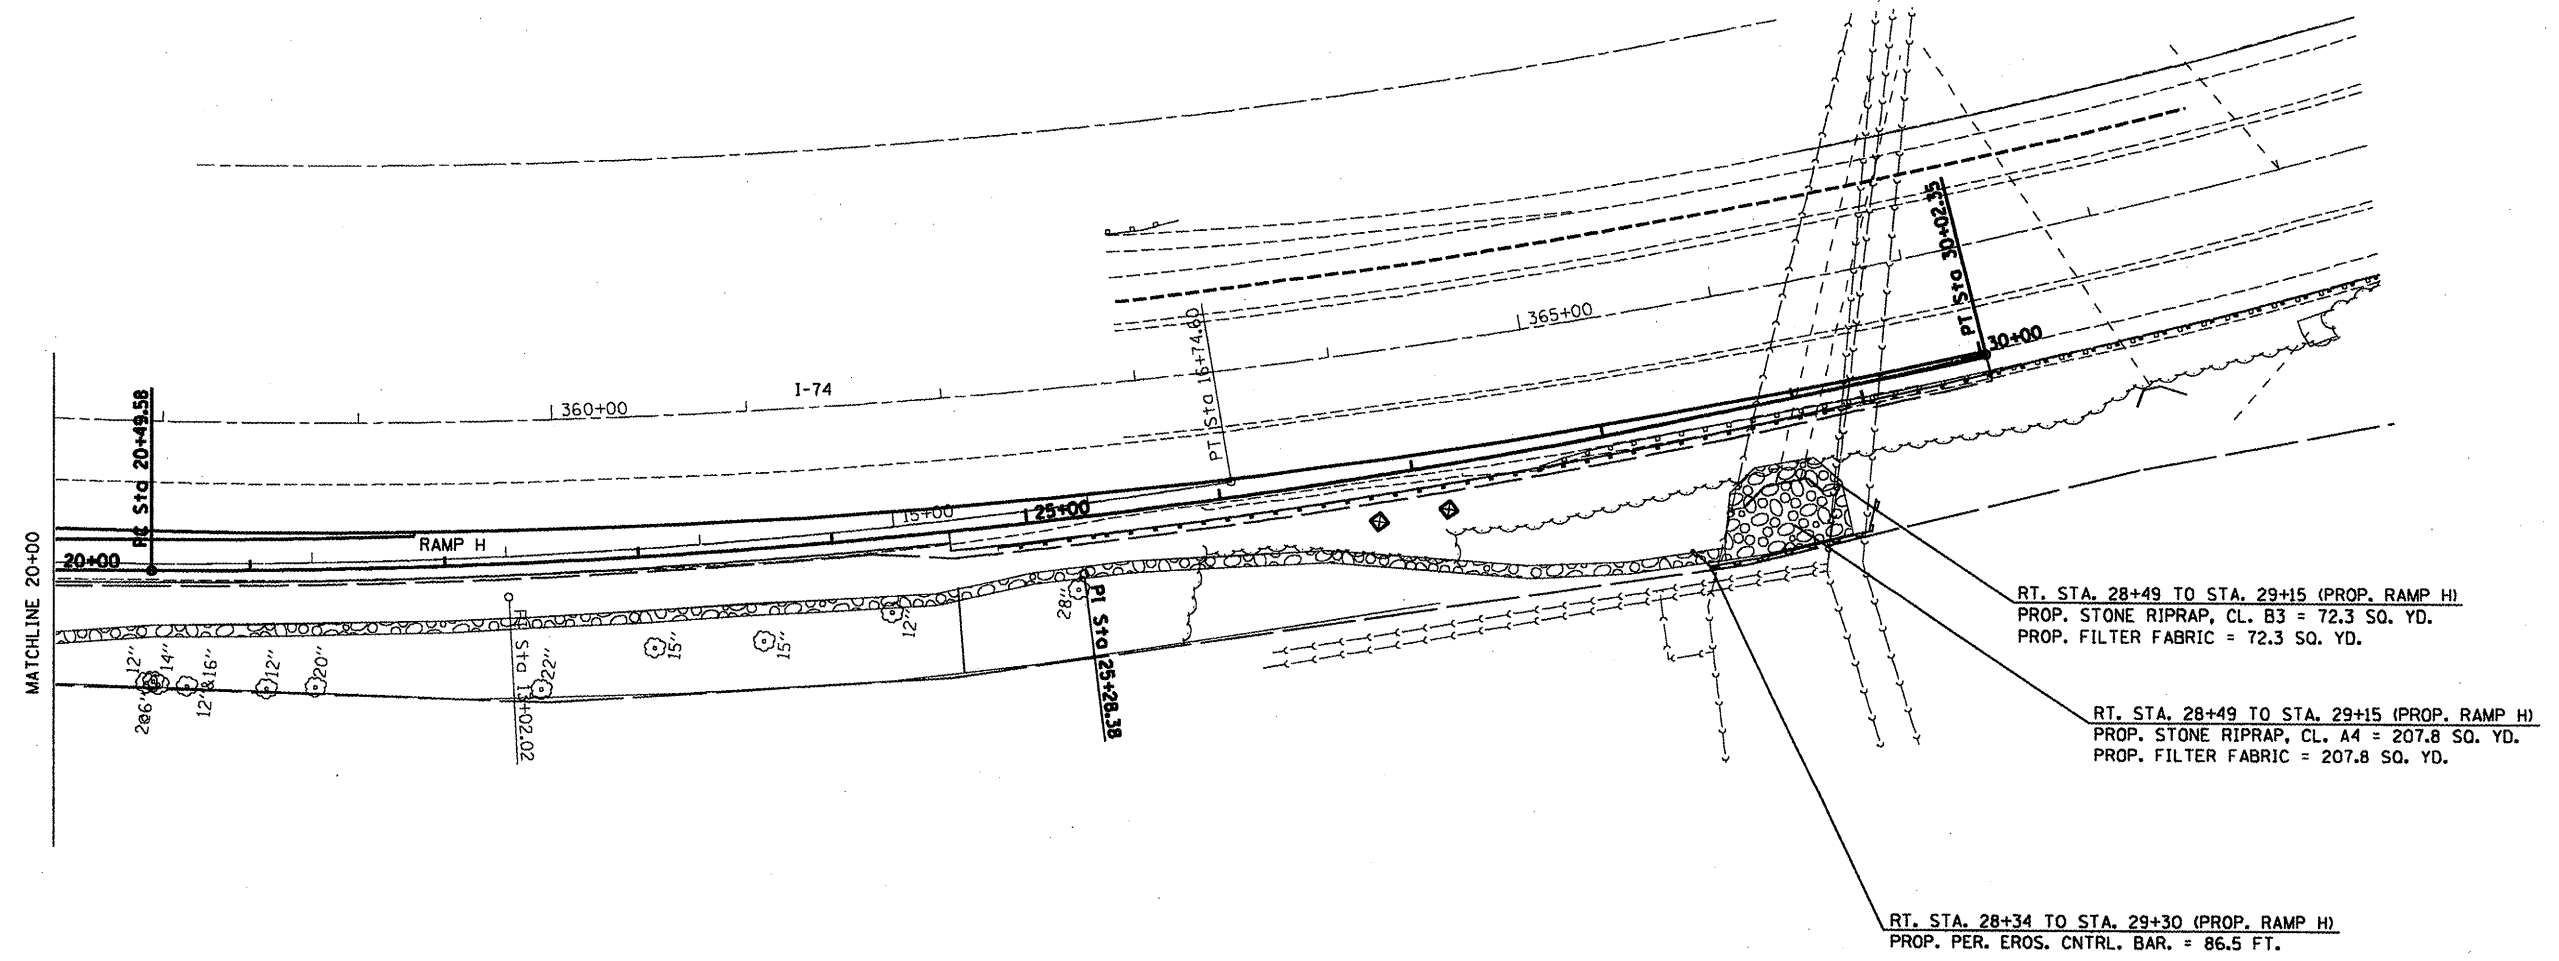 MATCHLINE 20+00
20+00
PC Sta 20+49.58
360+00
I-74
RAMP H
15+00
25+00
PT Sta 16+74.60
365+00
PT Sta 30+02.35
30+00
12"
14"
2@6"
12"&16"
12"
20"
22"
Sta 13+02.02
15"
15"
12"
28"
PI Sta 25+28.38
RT. STA. 28+49 TO STA. 29+15 (PROP. RAMP H)
PROP. STONE RIPRAP, CL. B3 = 72.3 SQ. YD.
PROP. FILTER FABRIC = 72.3 SQ. YD.
RT. STA. 28+49 TO STA. 29+15 (PROP. RAMP H)
PROP. STONE RIPRAP, CL. A4 = 207.8 SQ. YD.
PROP. FILTER FABRIC = 207.8 SQ. YD.
RT. STA. 28+34 TO STA. 29+30 (PROP. RAMP H)
PROP. PER. EROS. CNTRL. BAR. = 86.5 FT.